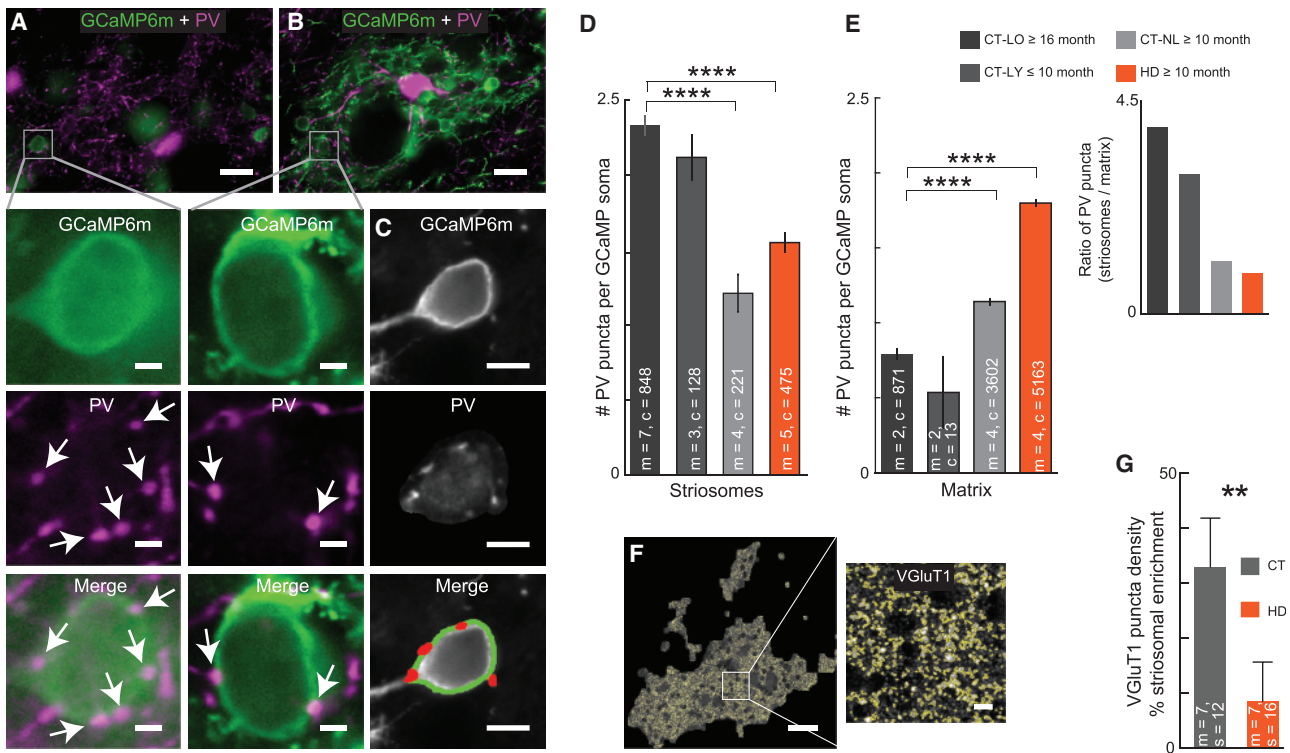 A
GCaMP6m + PV
B
GCaMP6m + PV
GCaMP6m
GCaMP6m
C
GCaMP6m
PV
PV
PV
Merge
Merge
Merge
D
****
****
2.5
0
# PV puncta per GCaMP soma
m = 7, c = 848
m = 3, c = 128
m = 4, c = 221
m = 5, c = 475
Striosomes
E
CT-LO ≥ 16 month
CT-NL ≥ 10 month
CT-LY ≤ 10 month
HD ≥ 10 month
****
****
2.5
0
# PV puncta per GCaMP soma
m = 2, c = 871
m = 2,
c = 13
m = 4, c = 3602
m = 4, c = 5163
Matrix
4.5
0
Ratio of PV puncta
(striosomes / matrix)
F
VGluT1
G
50
0
**
VGluT1 puncta density
% striosomal enrichment
CT
HD
m = 7,
s = 12
m = 7,
s = 16